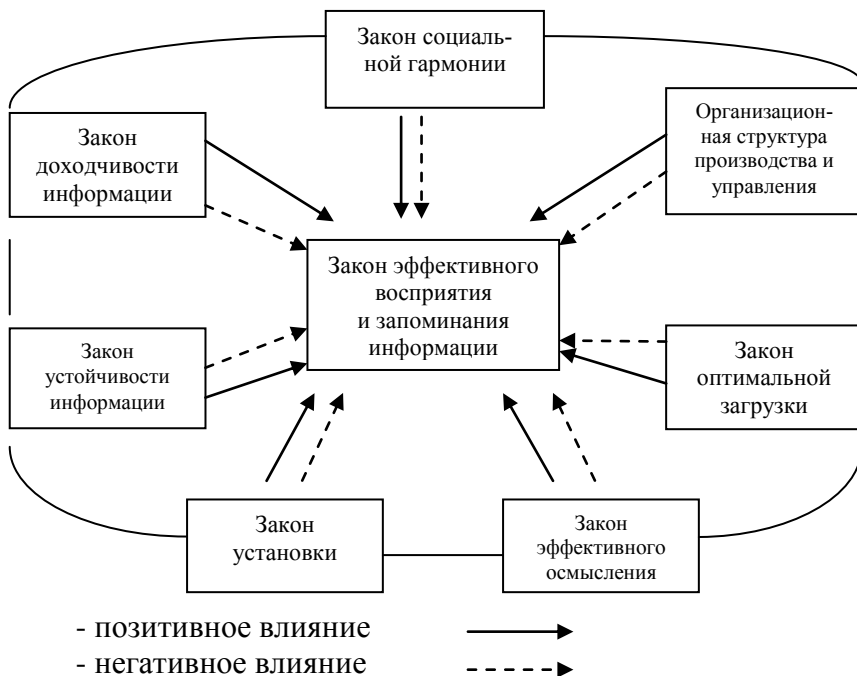 Закон социаль-
ной гармонии
Закон
доходчивости
информации
Организацион-
ная структура
производства и
управления
Закон эффективного
восприятия
и запоминания
информации
Закон
устойчивости
информации
Закон
оптимальной
загрузки
Закон
установки
Закон
эффективного
осмысления
- позитивное влияние
- негативное влияние